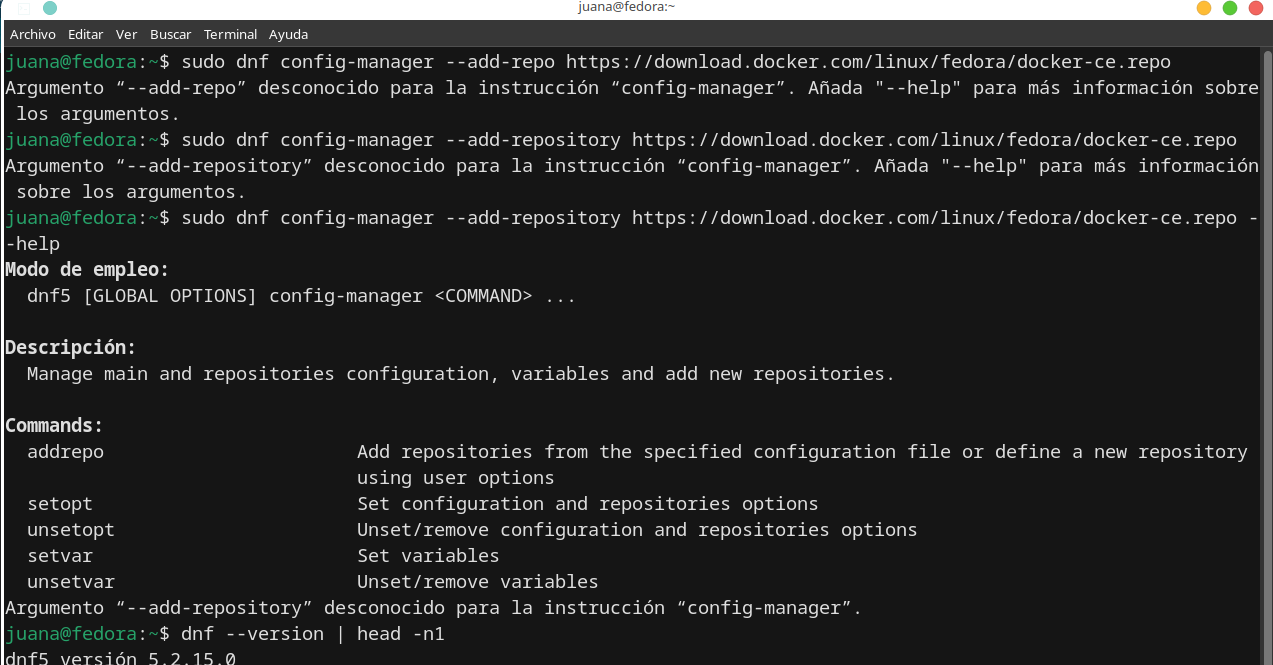 juana@fedora:~
Archivo Editar Ver Buscar Terminal Ayuda
juana@fedora:~$ sudo dnf config-manager --add-repo https://download.docker.com/linux/fedora/docker-ce.repo
Argumento “--add-repo” desconocido para la instrucción “config-manager”. Añada "--help" para más información sobre
los argumentos.
juana@fedora:~$ sudo dnf config-manager --add-repository https://download.docker.com/linux/fedora/docker-ce.repo
Argumento “--add-repository” desconocido para la instrucción “config-manager”. Añada "--help" para más información
sobre los argumentos.
juana@fedora:~$ sudo dnf config-manager --add-repository https://download.docker.com/linux/fedora/docker-ce.repo -
-help
Modo de empleo:
  dnf5 [GLOBAL OPTIONS] config-manager <COMMAND> ...

Descripción:
  Manage main and repositories configuration, variables and add new repositories.

Commands:
  addrepo                       Add repositories from the specified configuration file or define a new repository
                                using user options
  setopt                        Set configuration and repositories options
  unsetopt                      Unset/remove configuration and repositories options
  setvar                        Set variables
  unsetvar                      Unset/remove variables
Argumento “--add-repository” desconocido para la instrucción “config-manager”.
juana@fedora:~$ dnf --version | head -n1
dnf5 versión 5.2.15.0